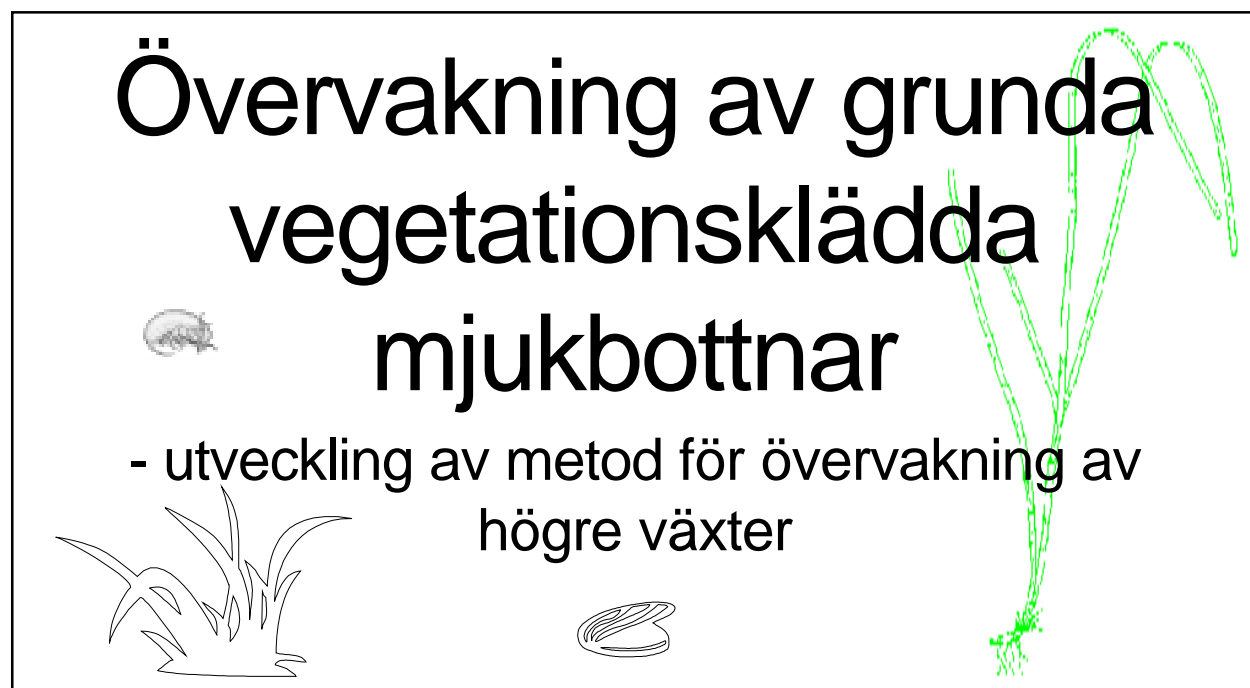 Övervakning av grunda
vegetationsklädda
mjukbottnar
- utveckling av metod för övervakning av
högre växter